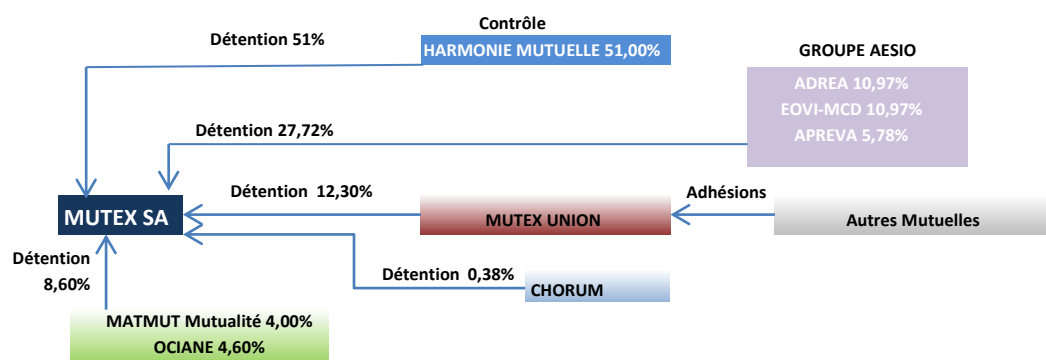 Contrôle
Détention 51%
HARMONIE MUTUELLE 51,00%
GROUPE AESIO
ADREA 10,97%
EOVI-MCD 10,97%
APREVA 5,78%
Détention 27,72%
Détention 12,30%
Adhésions
MUTEX SA
MUTEX UNION
Autres Mutuelles
Détention
8,60%
Détention 0,38%
CHORUM
MATMUT Mutualité 4,00%
OCIANE 4,60%